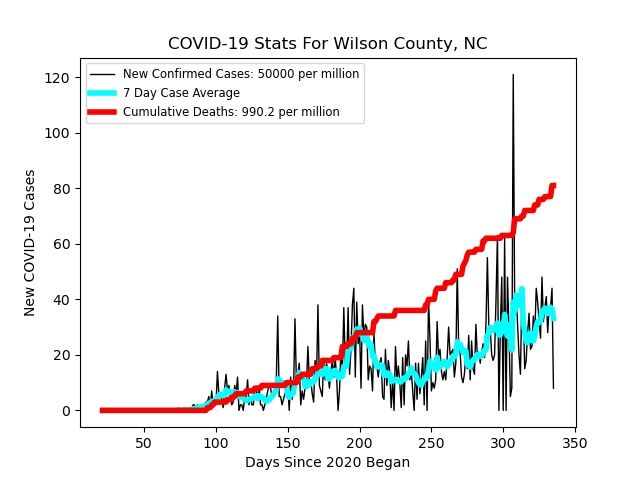 COVID-19 Stats For Wilson County, NC
New Confirmed Cases: 50000 per million
7 Day Case Average
Cumulative Deaths: 990.2 per million
New COVID-19 Cases
120
100
80
60
40
20
0
50
100
150
200
250
300
350
Days Since 2020 Began